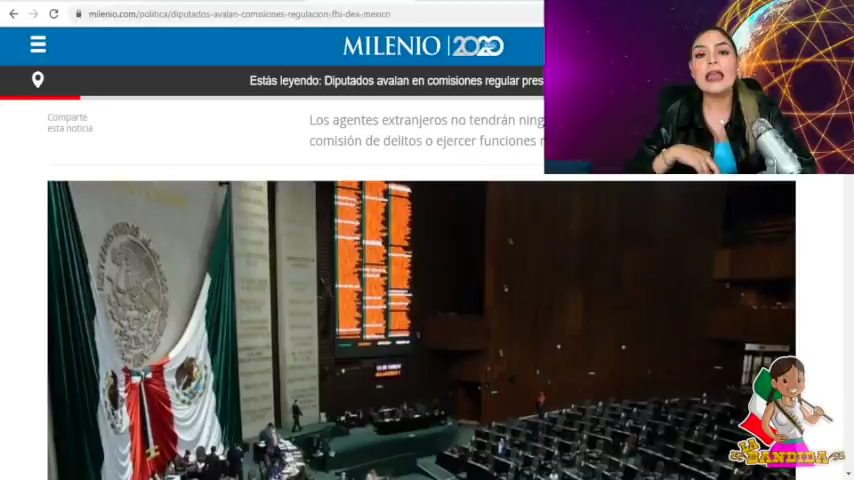 milenio.com/politica/diputados-avalan-comisiones-regulacion-fbi-dea-mexico
MILENIO 2020
Estás leyendo: Diputados avalan en comisiones regular pres
Comparte
esta noticia
Los agentes extranjeros no tendrán ning
comisión de delitos o ejercer funciones
LA
BANDIDA